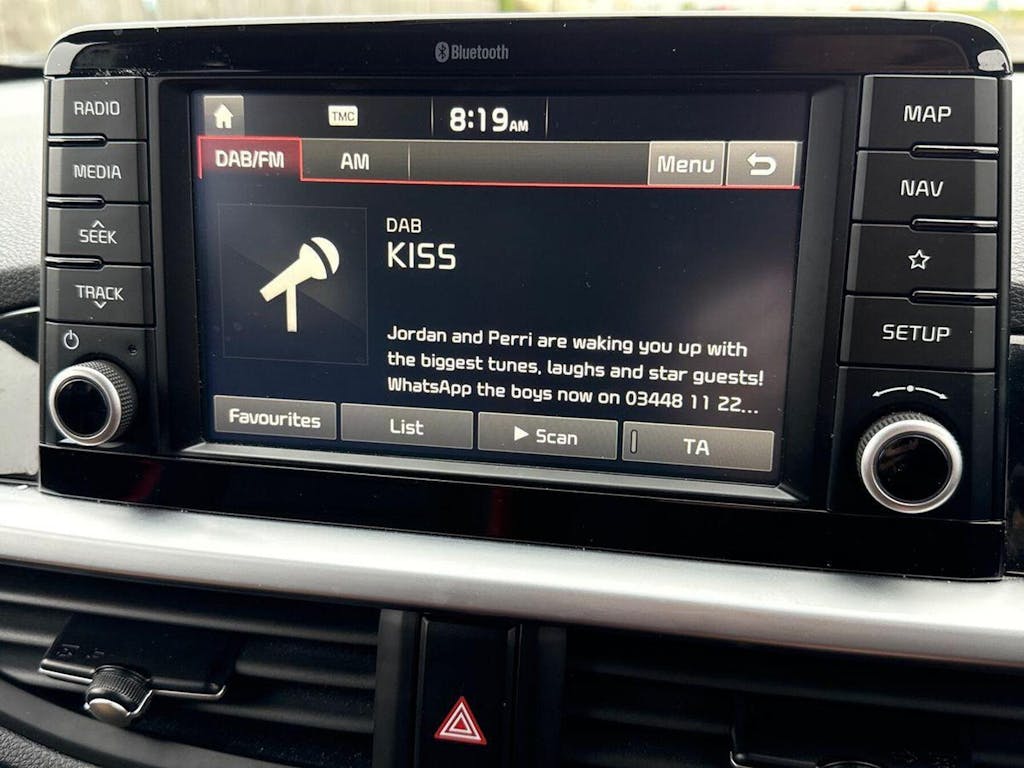 Bluetooth
RADIO
MEDIA
SEEK
TRACK
TMC
8:19AM
DAB/FM
AM
Menu
DAB
KISS
Jordan and Perri are waking you up with
the biggest tunes, laughs and star guests!
WhatsApp the boys now on 03448 11 22...
Favourites
List
Scan
TA
MAP
NAV
SETUP